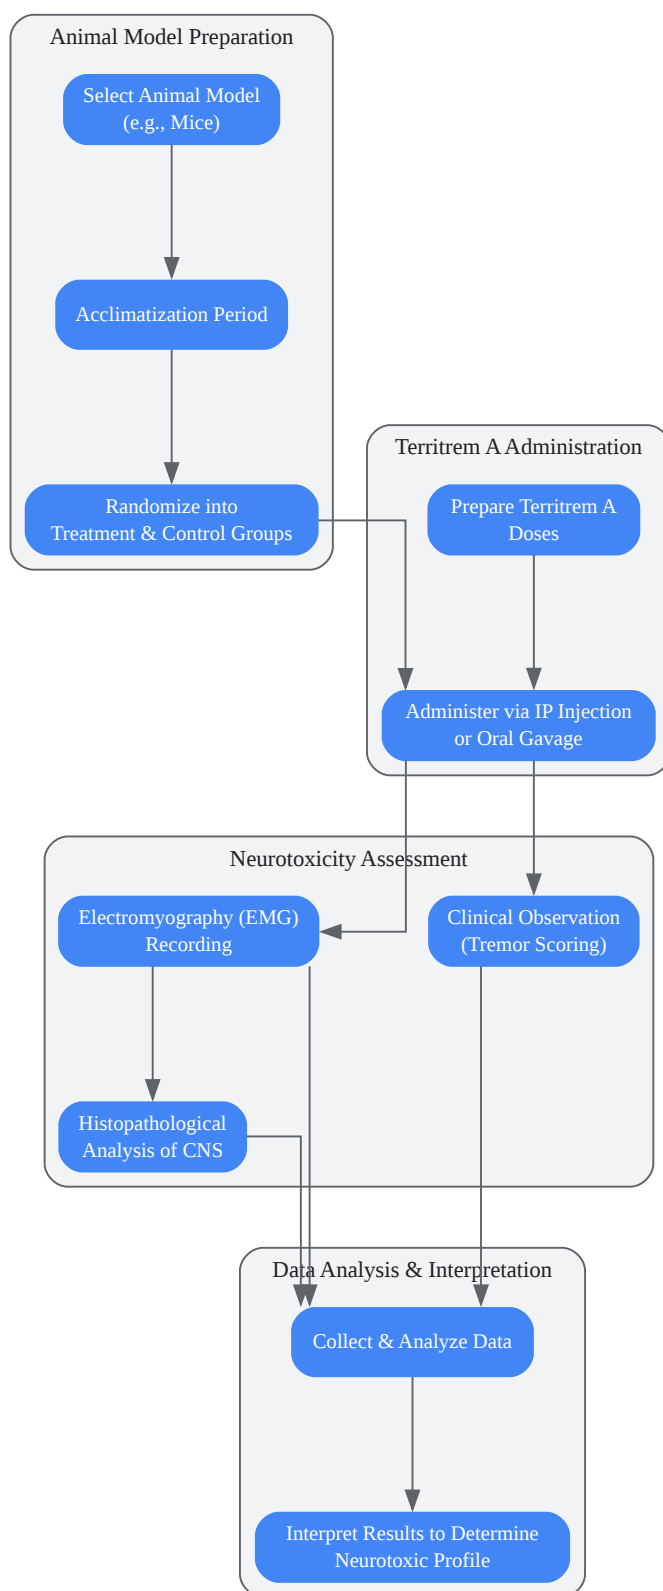 Animal Model Preparation
Select Animal Model
(e.g., Mice)
Acclimatization Period
Randomize into
Treatment & Control Groups
Territrem A Administration
Prepare Territrem A
Doses
Administer via IP Injection
or Oral Gavage
Neurotoxicity Assessment
Electromyography (EMG)
Recording
Clinical Observation
(Tremor Scoring)
Histopathological
Analysis of CNS
Data Analysis & Interpretation
Collect & Analyze Data
Interpret Results to Determine
Neurotoxic Profile